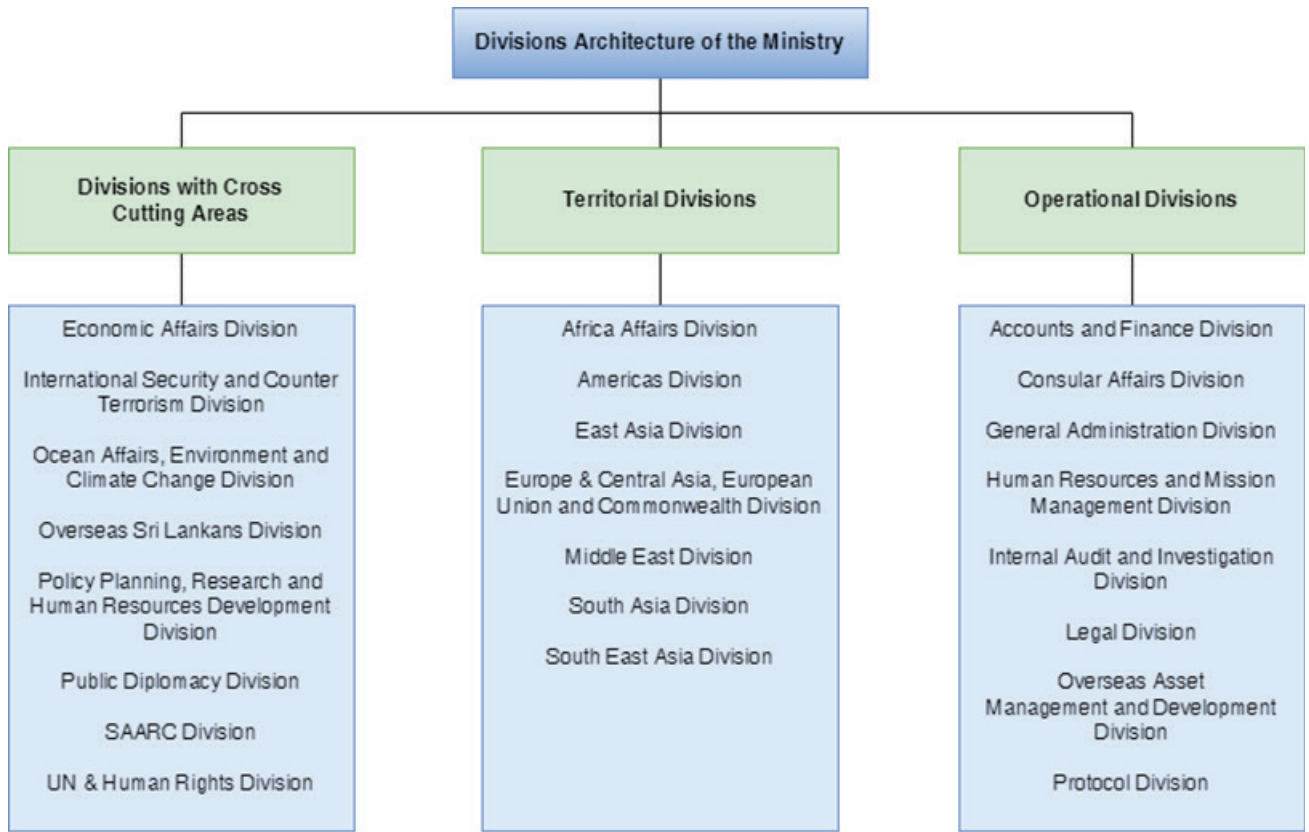 Divisions Architecture of the Ministry
Divisions with Cross
Cutting Areas
Economic Affairs Division
International Security and Counter
Terrorism Division
Ocean Affairs, Environment and
Climate Change Division
Overseas Sri Lankans Division
Policy Planning, Research and
Human Resources Development
Division
Public Diplomacy Division
SAARC Division
UN & Human Rights Division
Territorial Divisions
Africa Affairs Division
Americas Division
East Asia Division
Europe & Central Asia, European
Union and Commonwealth Division
Middle East Division
South Asia Division
South East Asia Division
Operational Divisions
Accounts and Finance Division
Consular Affairs Division
General Administration Division
Human Resources and Mission
Management Division
Internal Audit and Investigation
Division
Legal Division
Overseas Asset
Management and Development
Division
Protocol Division